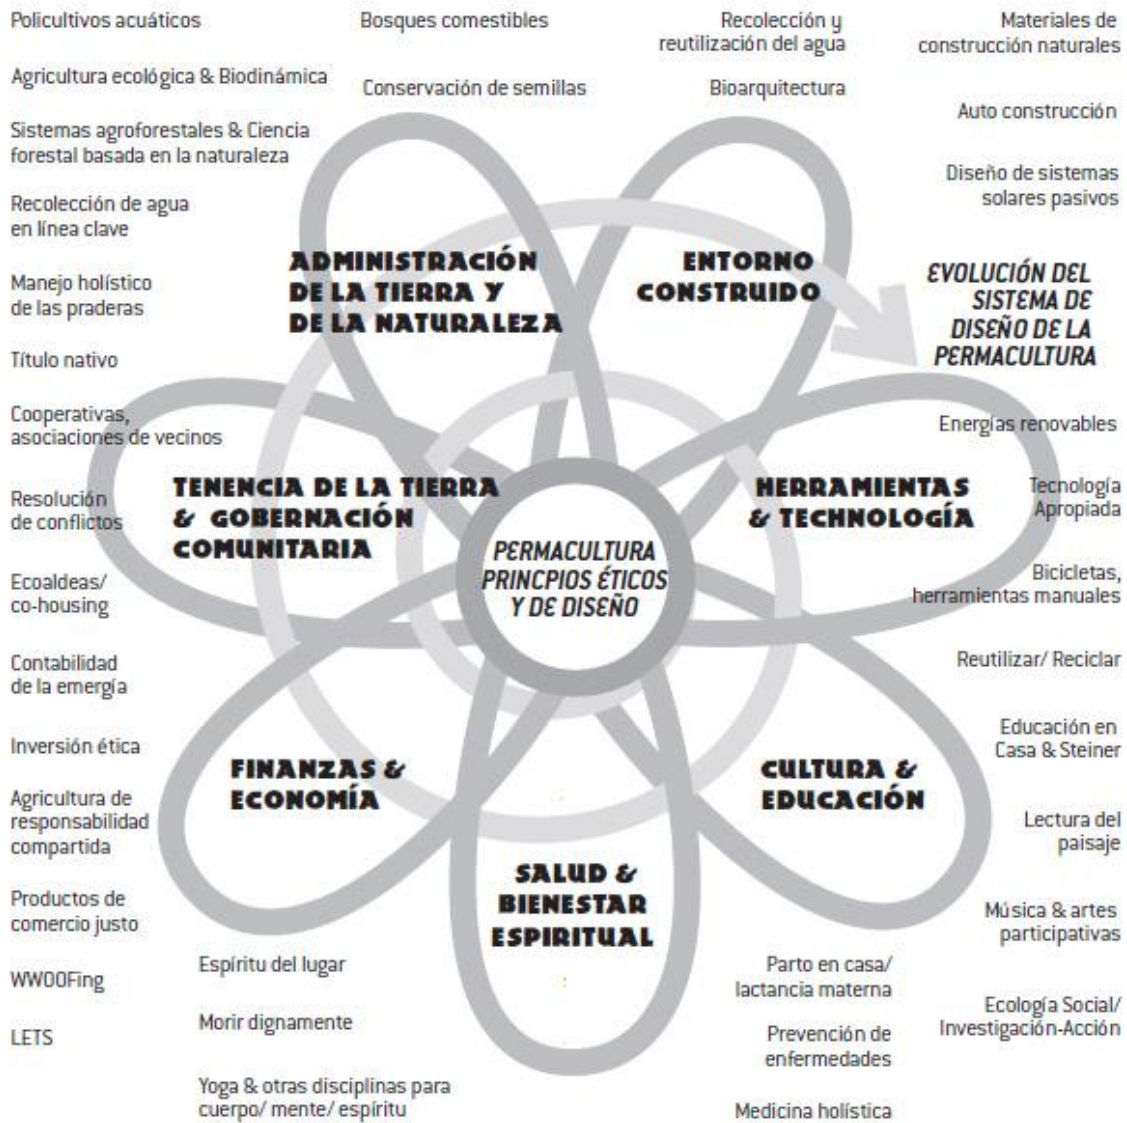 Policultivos acuáticos
Bosques comestibles
Recolección y
reutilización del agua
Materiales de
construcción naturales
Agricultura ecológica & Biodinámica
Conservación de semillas
Bioarquitectura
Auto construcción
Sistemas agroforestales & Ciencia
forestal basada en la naturaleza
Diseño de sistemas
solares pasivos
Recolección de agua
en línea clave
ADMINISTRACIÓN
DE LA TIERRA Y
DE LA NATURALEZA
ENTORNO
CONSTRUIDO
EVOLUCIÓN DEL
SISTEMA DE
DISEÑO DE LA
PERMACULTURA
Manejo holístico
de las praderas
Título nativo
Cooperativas,
asociaciones de vecinos
Energías renovables
TENENCIA DE LA TIERRA
& GOBERNACIÓN
COMUNITARIA
HERRAMIENTAS
& TECHNOLOGÍA
Tecnología
Apropiada
Resolución
de conflictos
PERMACULTURA
PRINCPIOS ÉTICOS
Y DE DISEÑO
Bicicletas,
herramientas manuales
Ecoaldeas/
co-housing
Contabilidad
de la emergía
Reutilizar/ Reciclar
Inversión ética
Educación en
Casa & Steiner
FINANZAS &
ECONOMÍA
CULTURA &
EDUCACIÓN
Agricultura de
responsabilidad
compartida
Lectura del
paisaje
SALUD &
BIENESTAR
ESPIRITUAL
Productos de
comercio justo
Música & artes
participativas
WWOOFing
Espíritu del lugar
Parto en casa/
lactancia materna
Ecología Social/
Investigación-Acción
LETS
Morir dignamente
Prevención de
enfermedades
Yoga & otras disciplinas para
cuerpo/ mente/ espíritu
Medicina holística